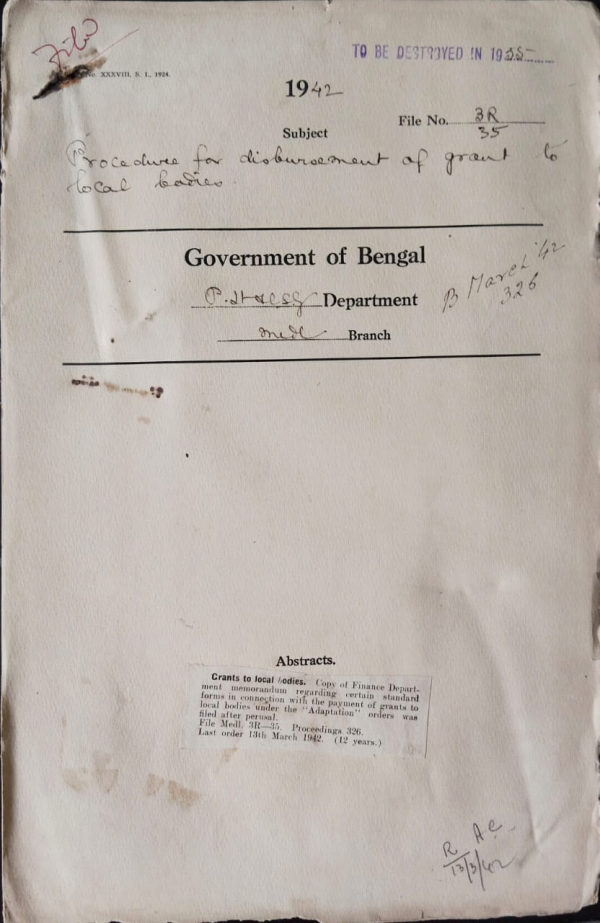 File
No. XXXVIII. S. 1., 1924.
TO BE DESTROYED IN 1955
1942
File No. 3R
35
Subject
Procedure for disbursement of grant to
local bodies
Government of Bengal
P.H & LSG Department
B March '42
326
Medl Branch
Abstracts.
Grants to local bodies. Copy of Finance Depart-
ment memorandum regarding certain standard
forms in connection with the payment of grants to
local bodies under the "Adaptation" orders was
filed after perusal.
File Medl. 3R—35. Proceedings 326.
Last order 13th March 1942. (12 years.)
R
13/3/42